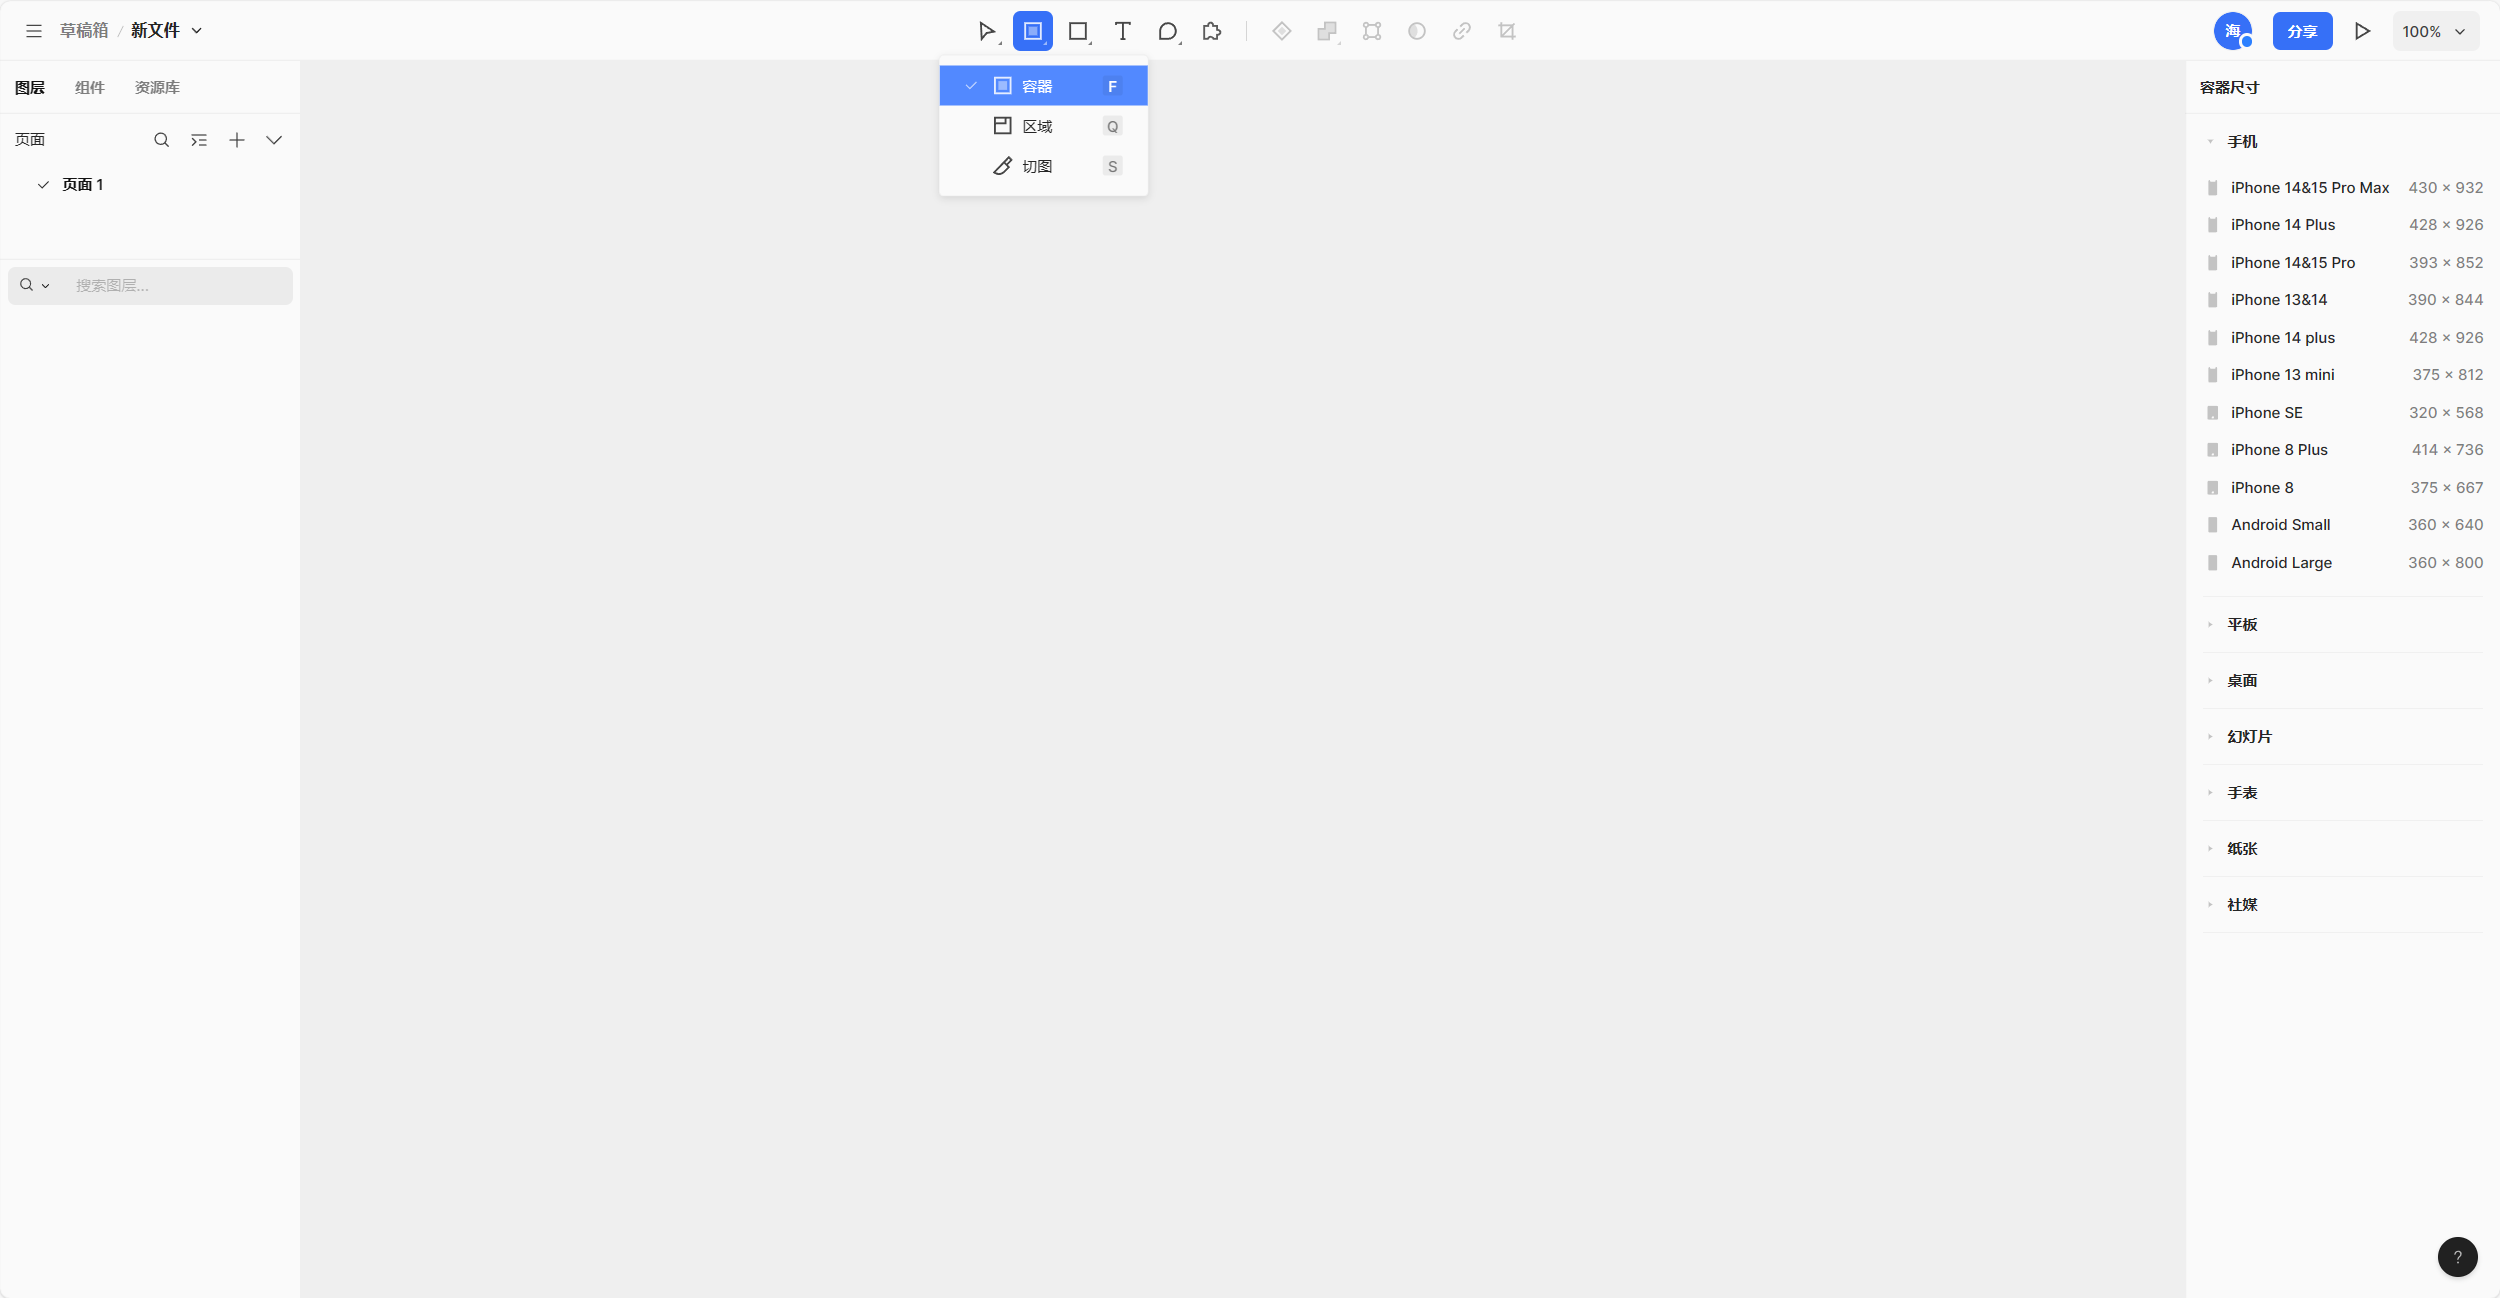 草稿箱 / 新文件
海 分享 100%
图层 组件 资源库
页面
页面 1
搜索图层...
容器 F
区域 Q
切图 S
容器尺寸
手机
iPhone 14&15 Pro Max 430 × 932
iPhone 14 Plus 428 × 926
iPhone 14&15 Pro 393 × 852
iPhone 13&14 390 × 844
iPhone 14 plus 428 × 926
iPhone 13 mini 375 × 812
iPhone SE 320 × 568
iPhone 8 Plus 414 × 736
iPhone 8 375 × 667
Android Small 360 × 640
Android Large 360 × 800
平板
桌面
幻灯片
手表
纸张
社媒
?